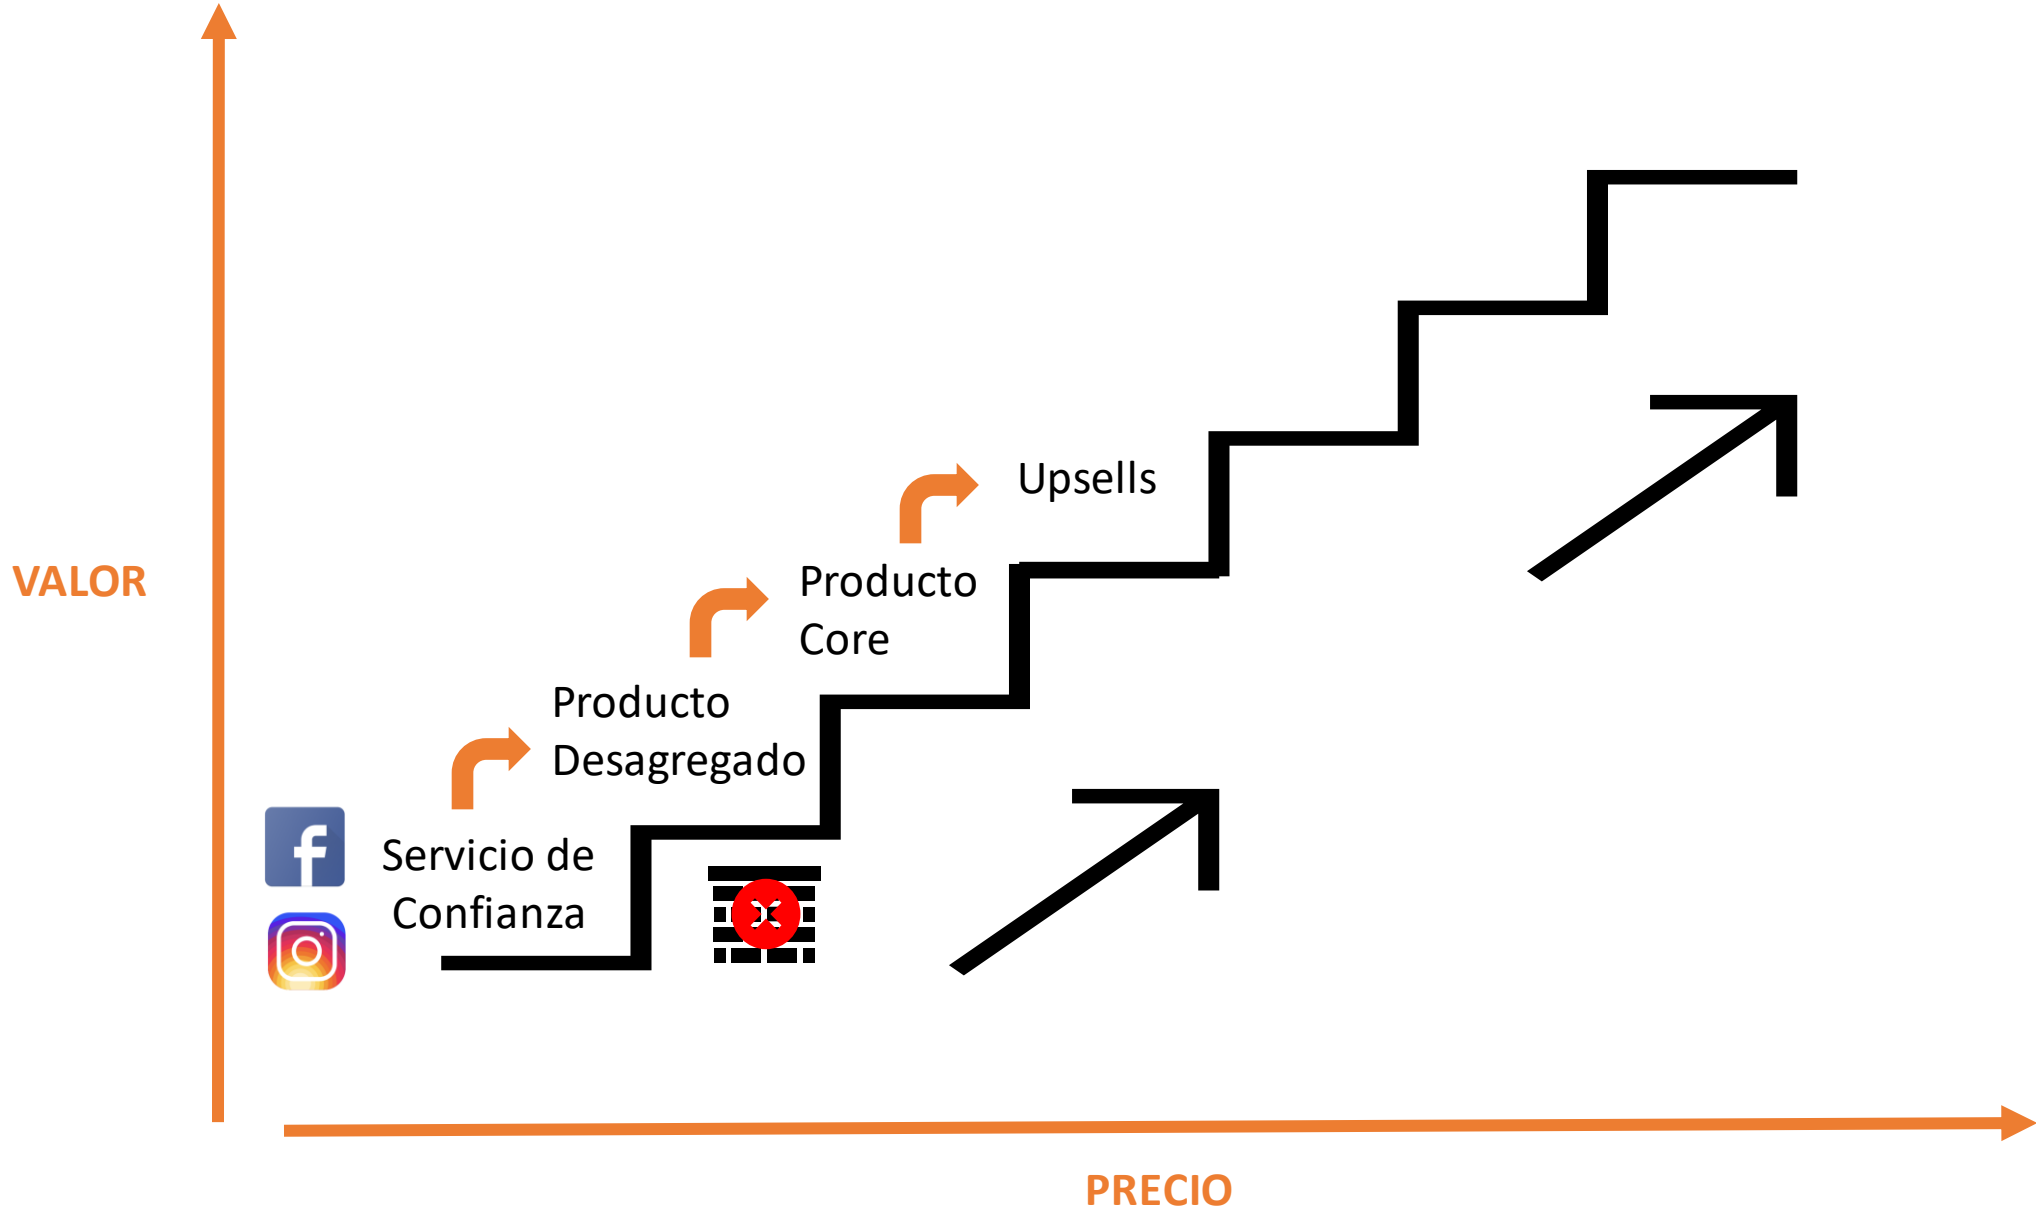 Upsells
VALOR
Producto
Core
Producto
Desagregado
Servicio de
Confianza
PRECIO